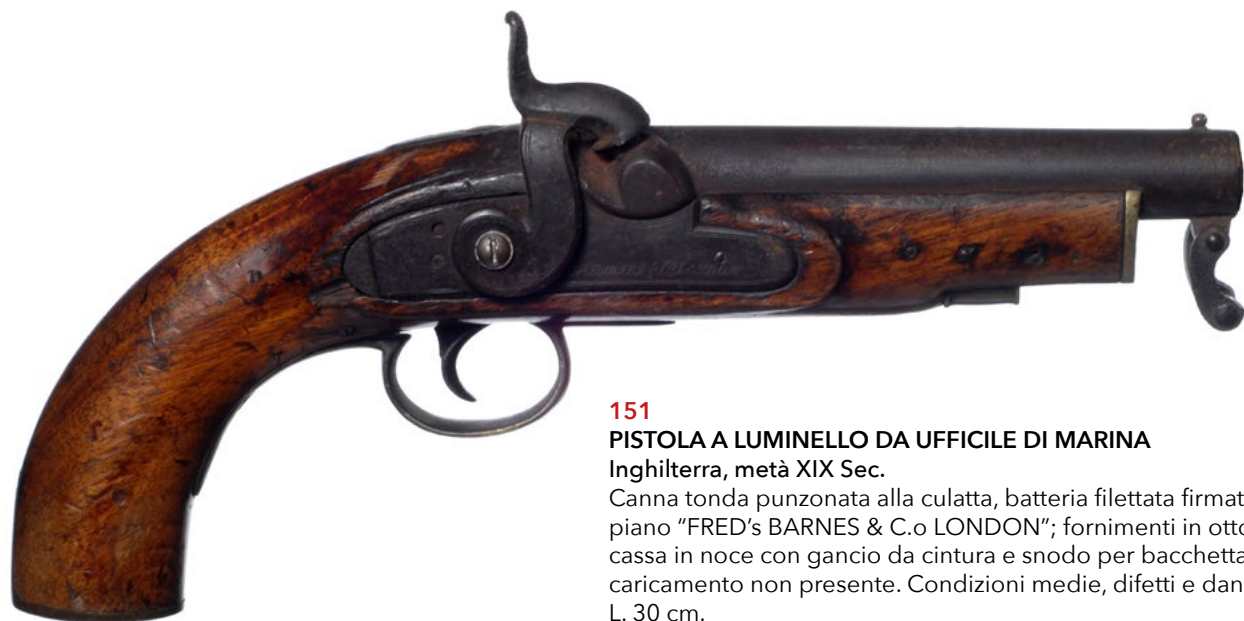 151
PISTOLA A LUMINELLO DA UFFICILE DI MARINA
Inghilterra, metà XIX Sec.
Canna tonda punzonata alla culatta, batteria filettata firmat
piano “FRED’s BARNES & C.o LONDON”; fornimenti in otto
cassa in noce con gancio da cintura e snodo per bacchetta
caricamento non presente. Condizioni medie, difetti e dan
L. 30 cm.